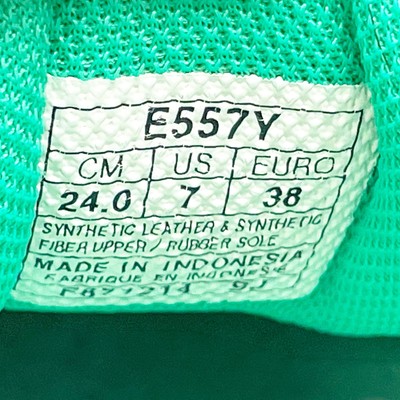 E557Y
CM US EURO
24.0 7 38
SYNTHETIC LEATHER & SYNTHETIC
FIBER UPPER / RUBBER SOLE
MADE IN INDONESIA
FABRIQUE EN INDONESIE